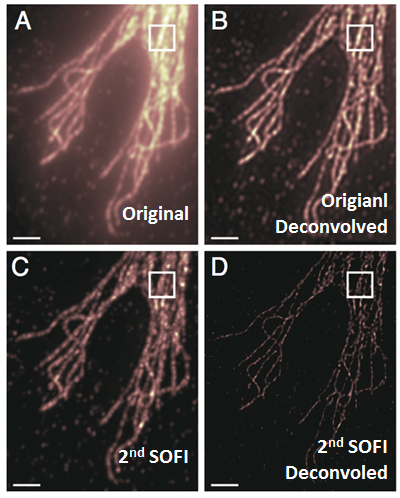 A
Original
B
Origianl
Deconvolved
C
2nd SOFI
D
2nd SOFI
Deconvoled